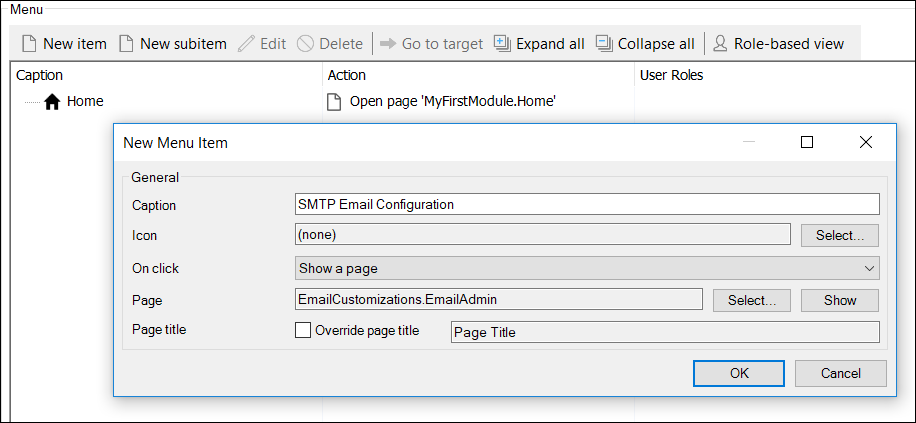 Menu
New item New subitem Edit Delete Go to target Expand all Collapse all Role-based view
Caption Action User Roles
Home Open page 'MyFirstModule.Home'
New Menu Item
General
Caption SMTP Email Configuration
Icon (none) Select...
On click Show a page
Page EmailCustomizations.EmailAdmin Select... Show
Page title Override page title Page Title
OK Cancel